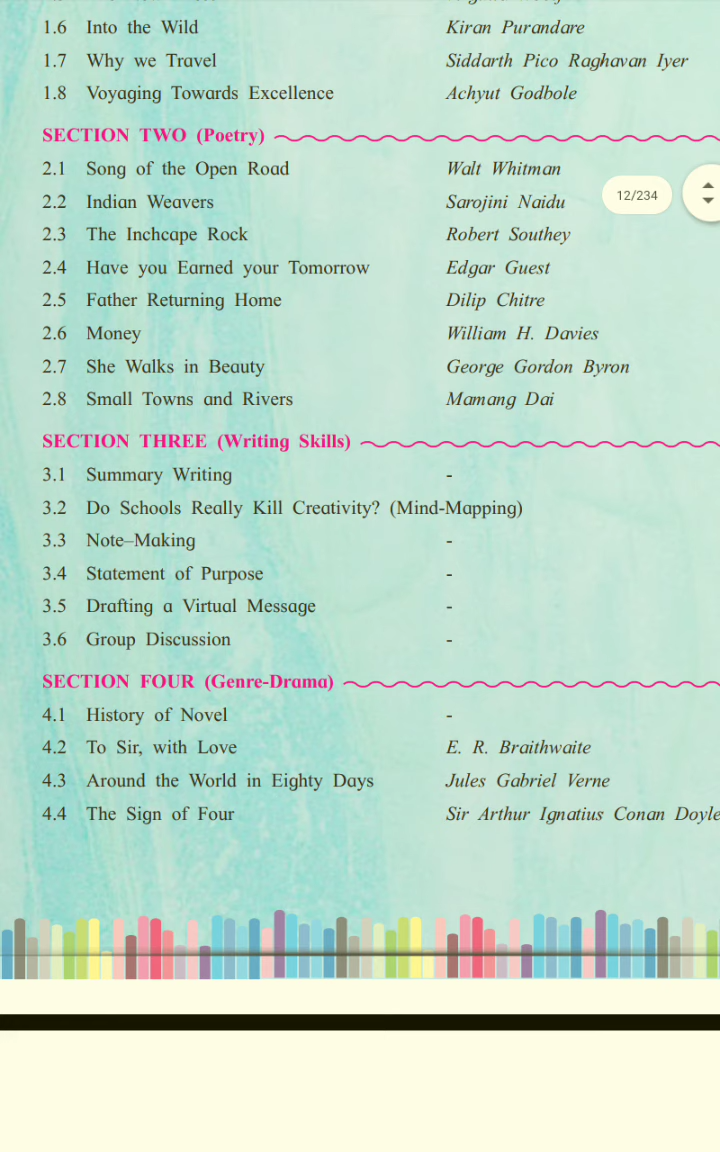 1.6 Into the Wild Kiran Purandare
1.7 Why we Travel Siddarth Pico Raghavan Iyer
1.8 Voyaging Towards Excellence Achyut Godbole
SECTION TWO (Poetry)
2.1 Song of the Open Road Walt Whitman
12/234
2.2 Indian Weavers Sarojini Naidu
2.3 The Inchcape Rock Robert Southey
2.4 Have you Earned your Tomorrow Edgar Guest
2.5 Father Returning Home Dilip Chitre
2.6 Money William H. Davies
2.7 She Walks in Beauty George Gordon Byron
2.8 Small Towns and Rivers Mamang Dai
SECTION THREE (Writing Skills)
3.1 Summary Writing -
3.2 Do Schools Really Kill Creativity? (Mind-Mapping)
3.3 Note–Making -
3.4 Statement of Purpose -
3.5 Drafting a Virtual Message -
3.6 Group Discussion -
SECTION FOUR (Genre-Drama)
4.1 History of Novel -
4.2 To Sir, with Love E. R. Braithwaite
4.3 Around the World in Eighty Days Jules Gabriel Verne
4.4 The Sign of Four Sir Arthur Ignatius Conan Doyle